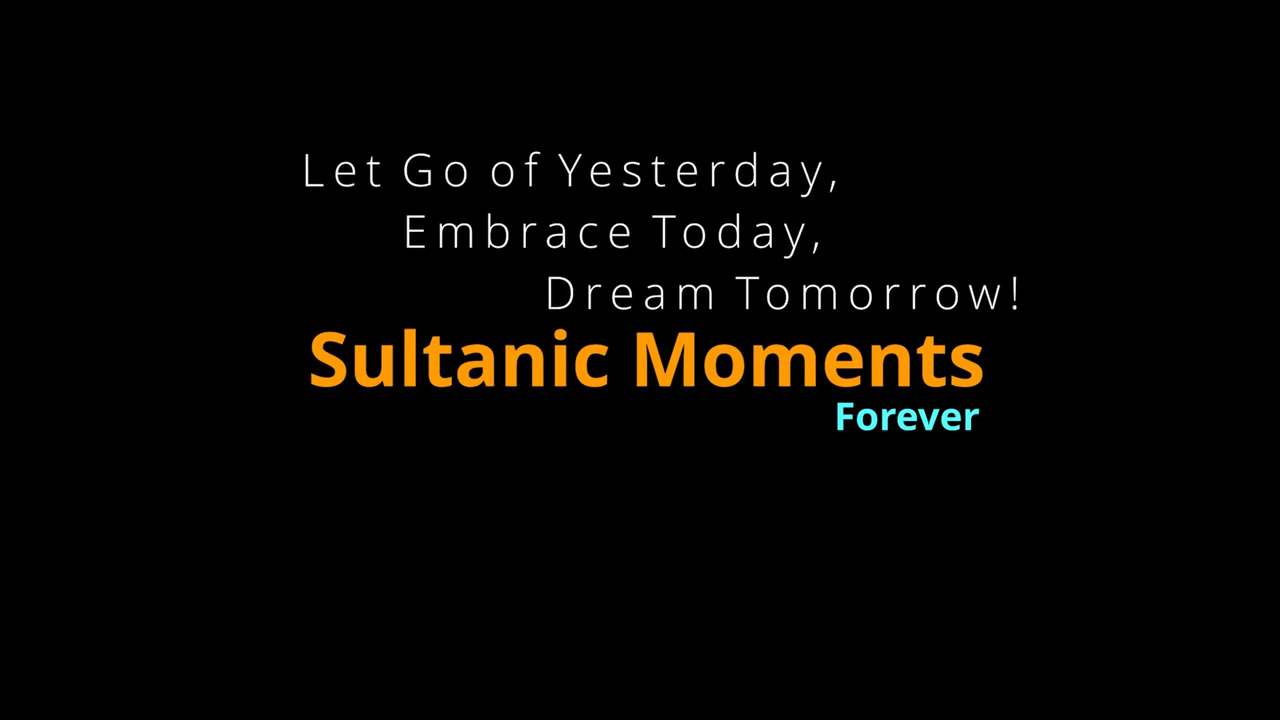 Let Go of Yesterday,
Embrace Today,
Dream Tomorrow!
Sultanic Moments
Forever